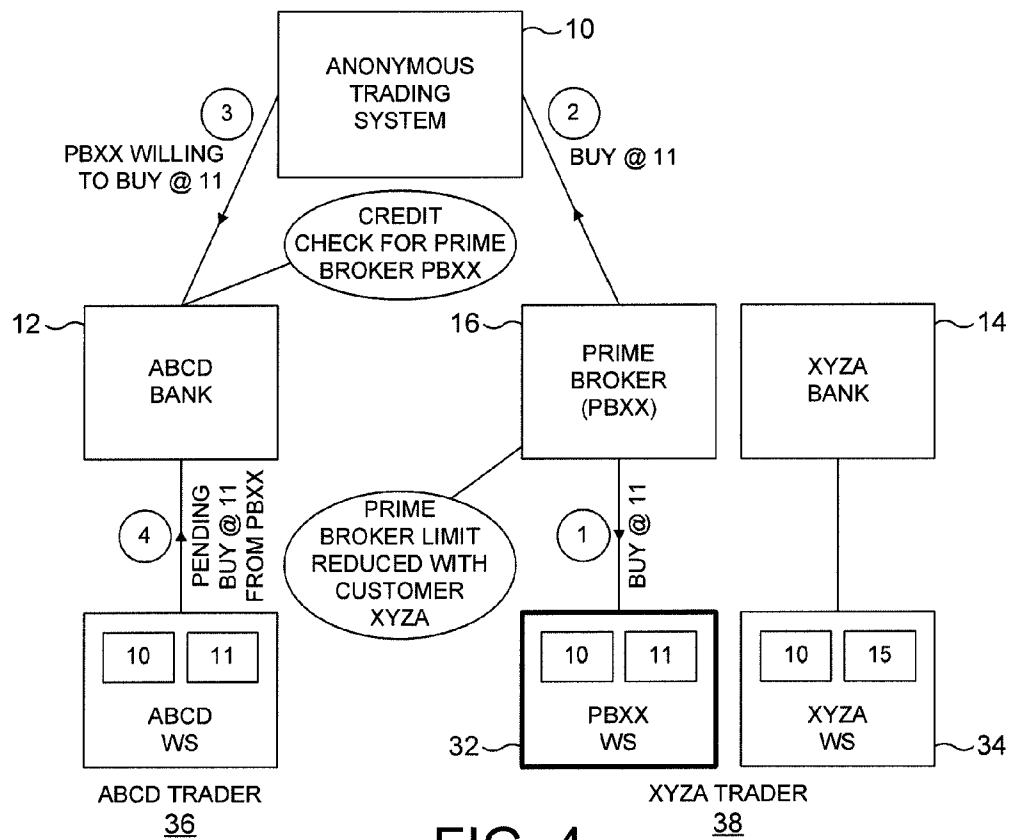 10
ANONYMOUS
TRADING
SYSTEM
3
2
PBXX WILLING
TO BUY @ 11
BUY @ 11
CREDIT
CHECK FOR PRIME
BROKER PBXX
12
ABCD
BANK
16
PRIME
BROKER
(PBXX)
14
XYZA
BANK
4
PENDING
BUY @ 11
FROM PBXX
PRIME
BROKER LIMIT
REDUCED WITH
CUSTOMER
XYZA
1
BUY @ 11
10 11
ABCD
WS
10 11
PBXX
WS
32
10 15
XYZA
WS
34
ABCD TRADER
36
XYZA TRADER
38
FIG. 4